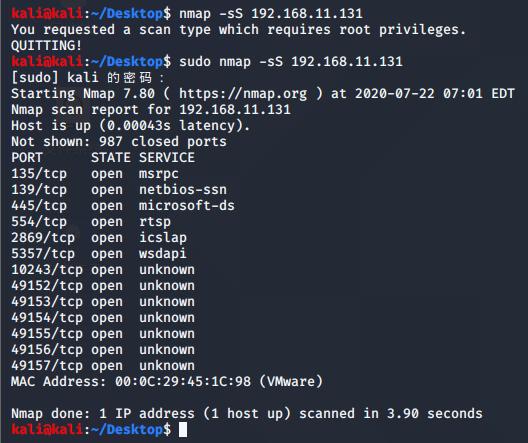 kali@kali:~/Desktop$ nmap -sS 192.168.11.131
You requested a scan type which requires root privileges.
QUITTING!
kali@kali:~/Desktop$ sudo nmap -sS 192.168.11.131
[sudo] kali 的密码：
Starting Nmap 7.80 ( https://nmap.org ) at 2020-07-22 07:01 EDT
Nmap scan report for 192.168.11.131
Host is up (0.00043s latency).
Not shown: 987 closed ports
PORT      STATE SERVICE
135/tcp   open  msrpc
139/tcp   open  netbios-ssn
445/tcp   open  microsoft-ds
554/tcp   open  rtsp
2869/tcp  open  icslap
5357/tcp  open  wsdapi
10243/tcp open  unknown
49152/tcp open  unknown
49153/tcp open  unknown
49154/tcp open  unknown
49155/tcp open  unknown
49156/tcp open  unknown
49157/tcp open  unknown
MAC Address: 00:0C:29:45:1C:98 (VMware)
Nmap done: 1 IP address (1 host up) scanned in 3.90 seconds
kali@kali:~/Desktop$